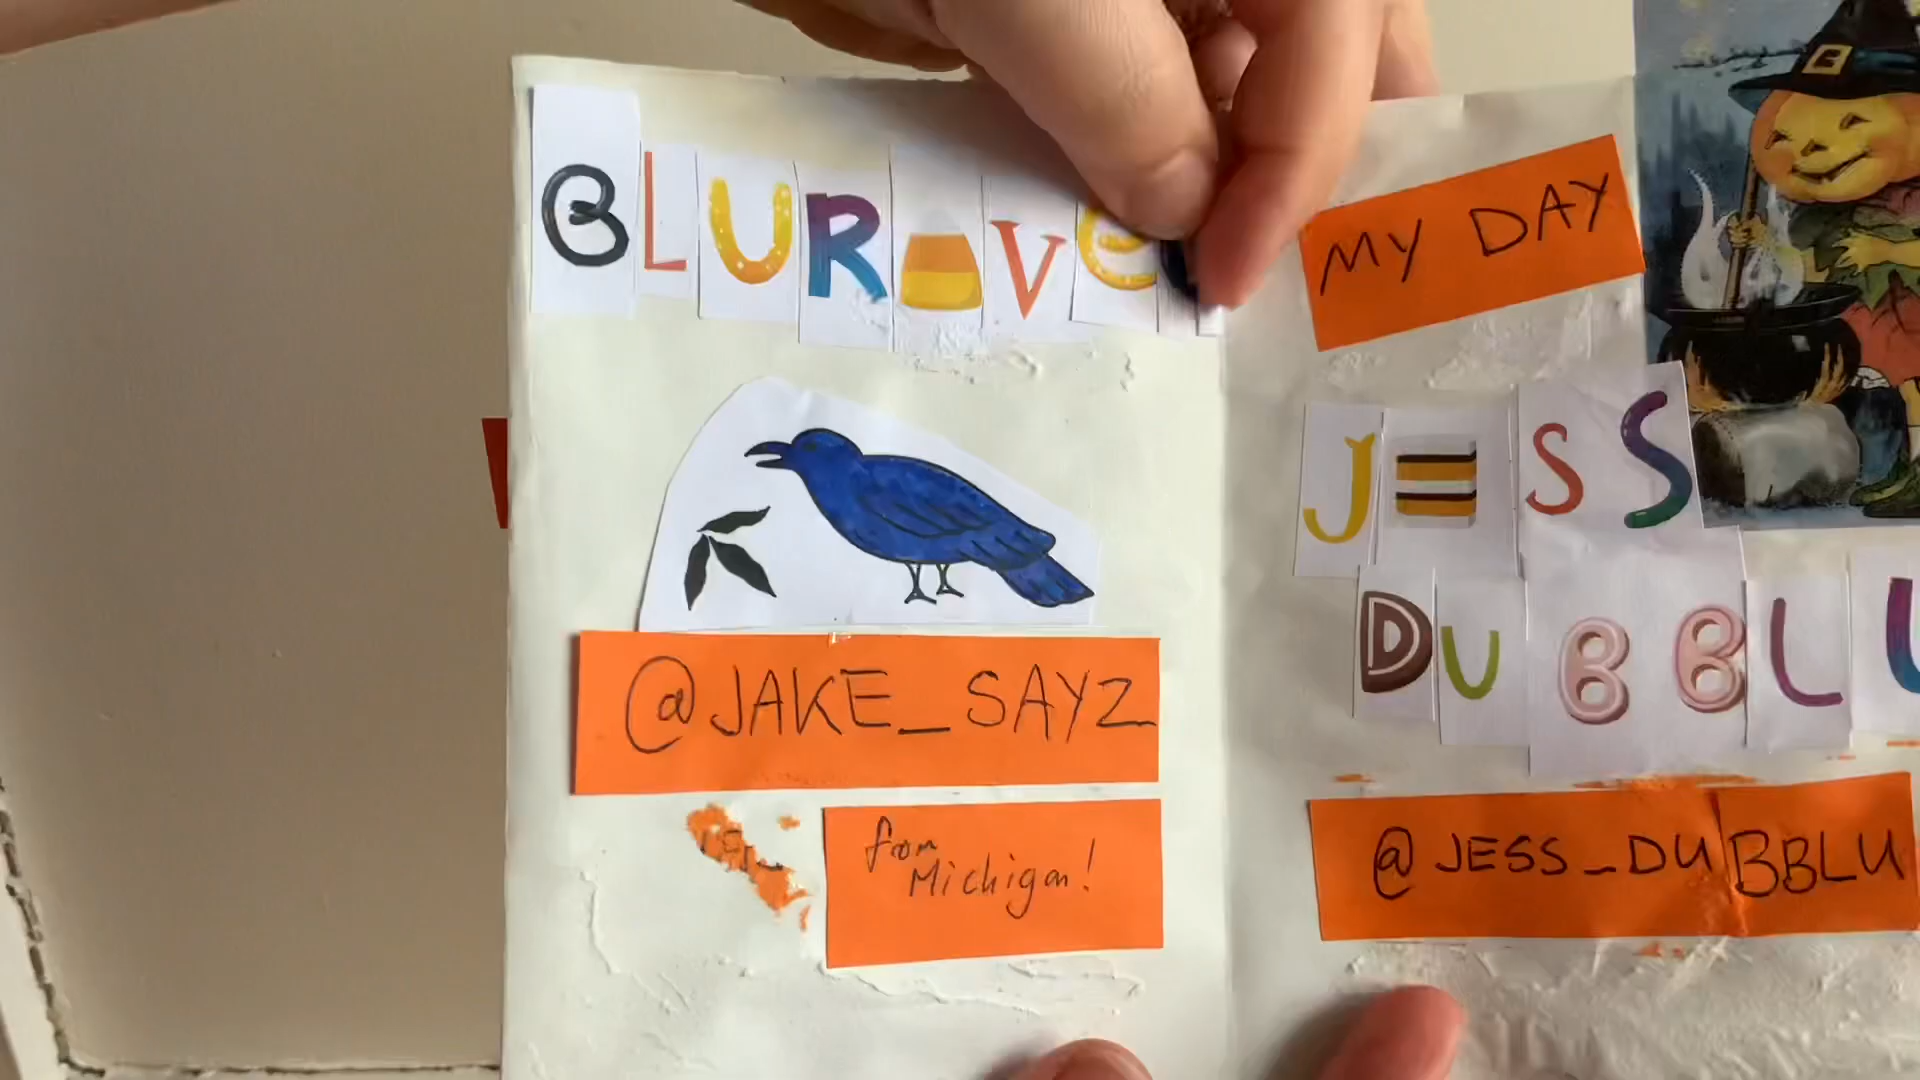 BLURAVE
@JAKE_SAYZ
from
Michigan!
MY DAY
JESS
DUBBLU
@JESS_DUBBLU